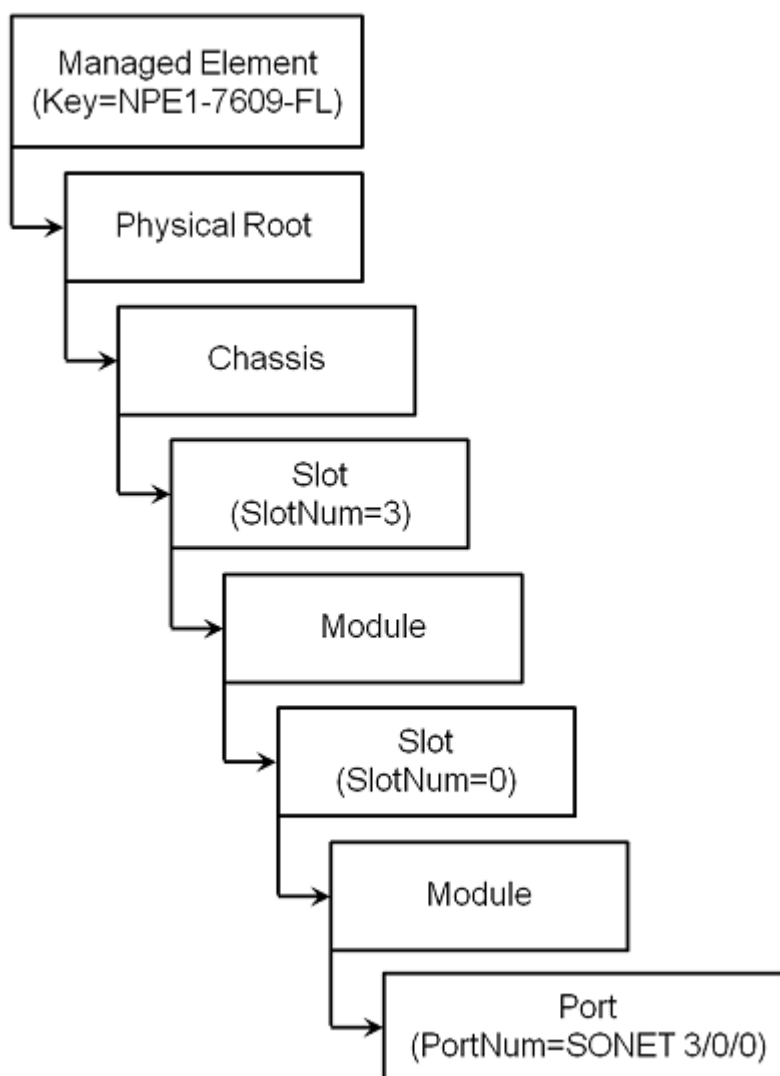 Managed Element
(Key=NPE1-7609-FL)
Physical Root
Chassis
Slot
(SlotNum=3)
Module
Slot
(SlotNum=0)
Module
Port
(PortNum=SONET 3/0/0)